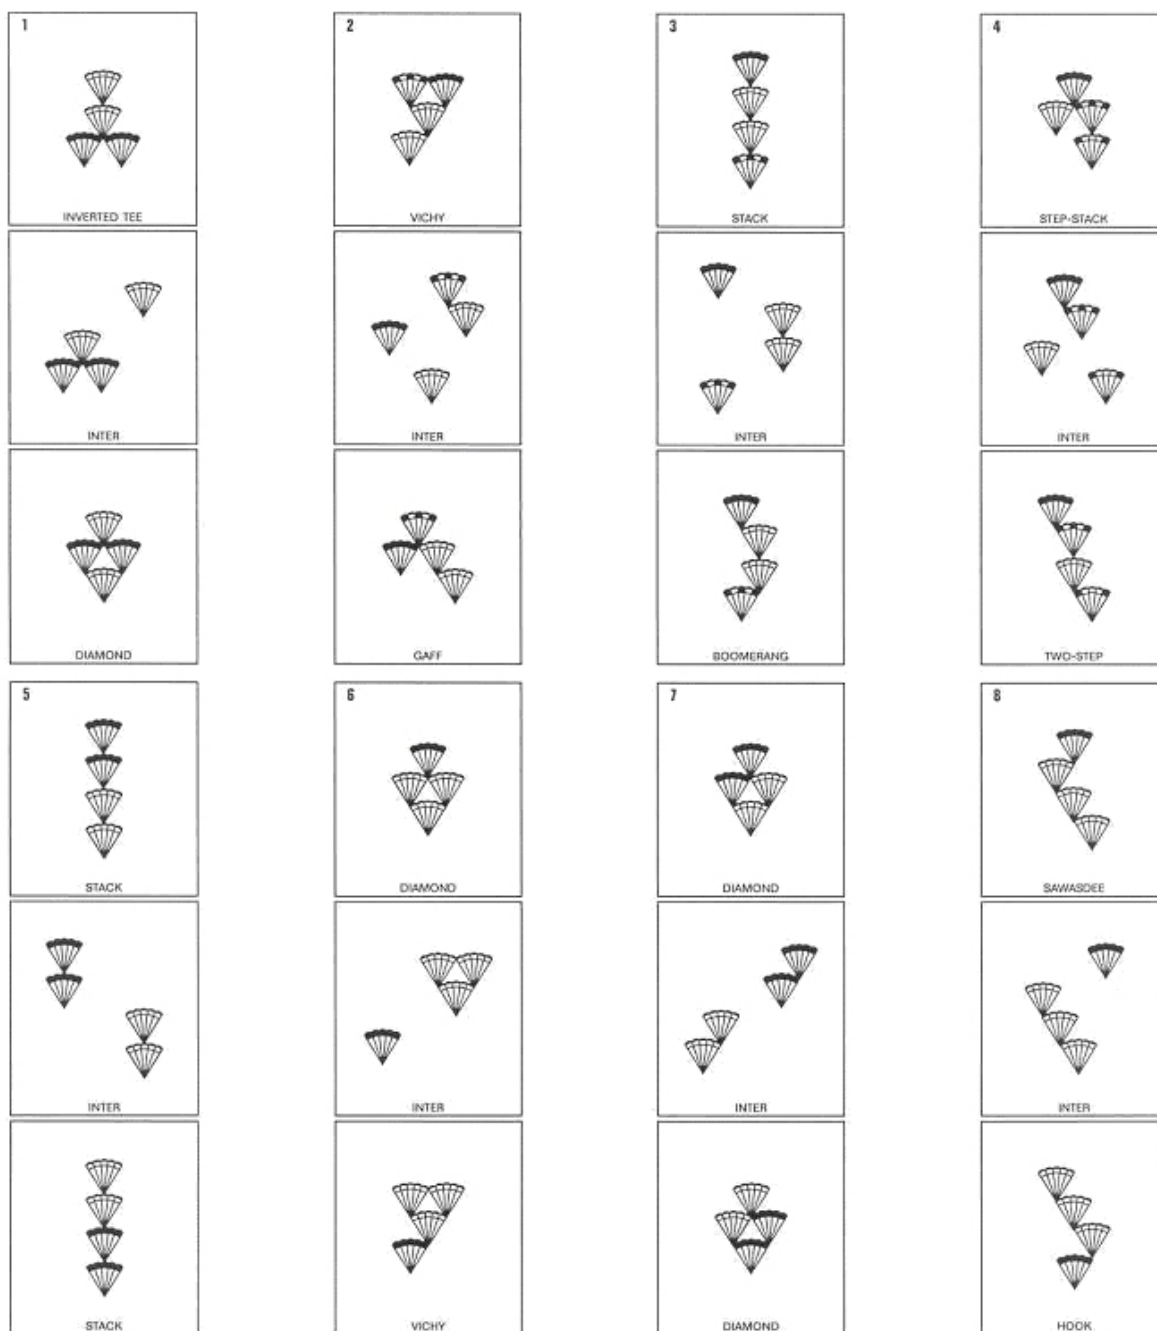 1
2
3
4
INVERTED TEE
VICHY
STACK
STEP-STACK
INTER
INTER
INTER
INTER
DIAMOND
GAFF
BOOMERANG
TWO-STEP
5
6
7
8
STACK
DIAMOND
DIAMOND
SAWASDEE
INTER
INTER
INTER
INTER
STACK
VICHY
DIAMOND
HOOK